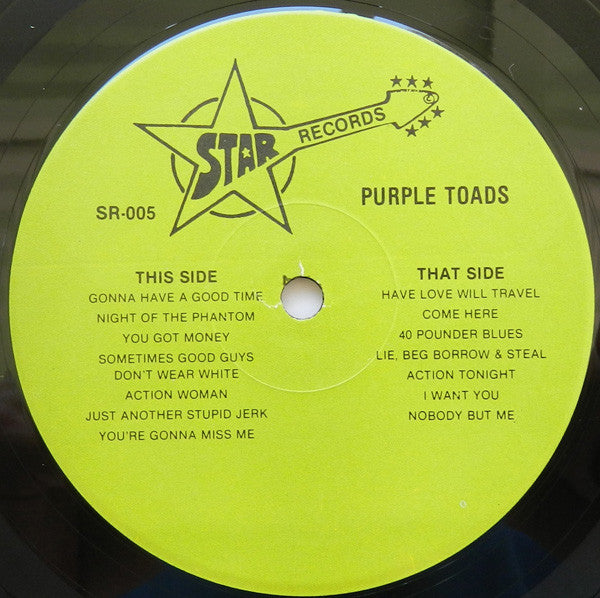 STAR
RECORDS
SR-005
PURPLE TOADS
THIS SIDE
GONNA HAVE A GOOD TIME
NIGHT OF THE PHANTOM
YOU GOT MONEY
SOMETIMES GOOD GUYS
DON'T WEAR WHITE
ACTION WOMAN
JUST ANOTHER STUPID JERK
YOU'RE GONNA MISS ME
THAT SIDE
HAVE LOVE WILL TRAVEL
COME HERE
40 POUNDER BLUES
LIE, BEG BORROW & STEAL
ACTION TONIGHT
I WANT YOU
NOBODY BUT ME